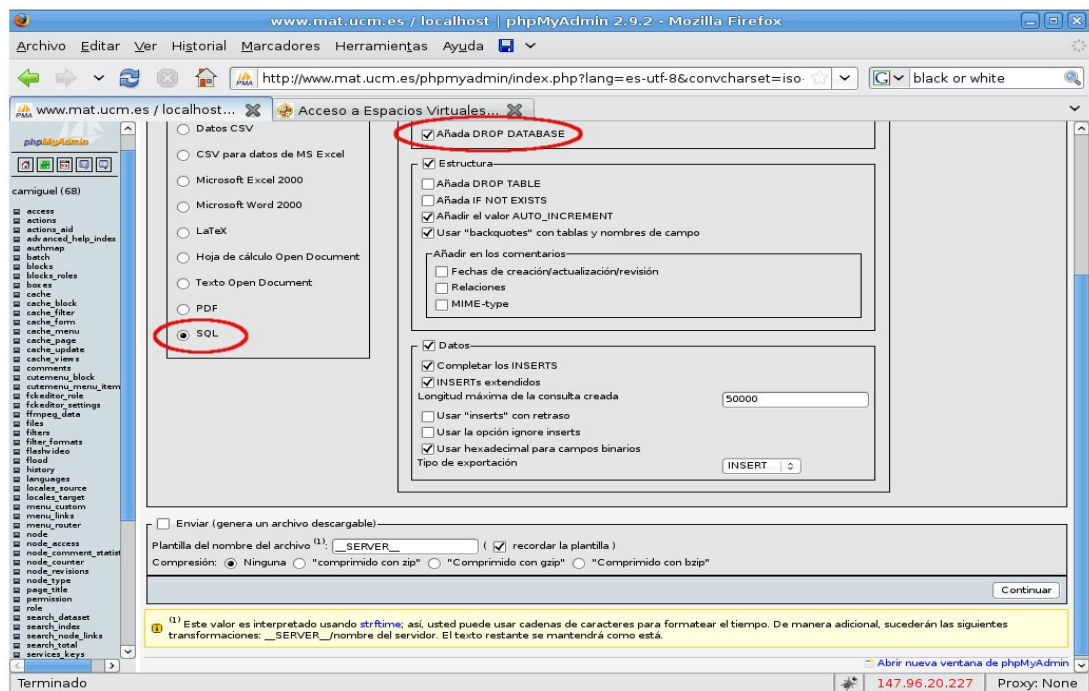 www.mat.ucm.es / localhost | phpMyAdmin 2.9.2 - Mozilla Firefox
Archivo Editar Ver Historial Marcadores Herramientas Ayuda
http://www.mat.ucm.es/phpmyadmin/index.php?lang=es-utf-8&convcharset=iso-
black or white
www.mat.ucm.es / localhost...
Acceso a Espacios Virtuales...
phpMyAdmin
camiguel (68)
access
actions
actions_aid
advanced_help_index
authmap
batch
blocks
blocks_roles
boxes
cache
cache_block
cache_filter
cache_form
cache_menu
cache_page
cache_update
cache_views
comments
cutemenu_block
cutemenu_menu_item
fckeditor_role
fckeditor_settings
ffmpeg_data
files
filters
filter_formats
flashvideo
flood
history
languages
locales_source
locales_target
menu_custom
menu_links
menu_router
node
node_access
node_comment_statist
node_counter
node_revisions
node_type
page_title
permission
role
search_dataset
search_index
search_node_links
search_total
services_keys
Datos CSV
CSV para datos de MS Excel
Microsoft Excel 2000
Microsoft Word 2000
LaTeX
Hoja de cálculo Open Document
Texto Open Document
PDF
SQL
Añada DROP DATABASE
Estructura
Añada DROP TABLE
Añada IF NOT EXISTS
Añadir el valor AUTO_INCREMENT
Usar "backquotes" con tablas y nombres de campo
Añadir en los comentarios
Fechas de creación/actualización/revisión
Relaciones
MIME-type
Datos
Completar los INSERTS
INSERTs extendidos
Longitud máxima de la consulta creada 50000
Usar "inserts" con retraso
Usar la opción ignore inserts
Usar hexadecimal para campos binarios
Tipo de exportación INSERT
Enviar (genera un archivo descargable)
Plantilla del nombre del archivo (1): __SERVER__ ( recordar la plantilla )
Compresión: Ninguna "comprimido con zip" "Comprimido con gzip" "Comprimido con bzip"
Continuar
(1) Este valor es interpretado usando strftime; así, usted puede usar cadenas de caracteres para formatear el tiempo. De manera adicional, sucederán las siguientes
transformaciones: __SERVER__/nombre del servidor. El texto restante se mantendrá como está.
Abrir nueva ventana de phpMyAdmin
Terminado
147.96.20.227
Proxy: None